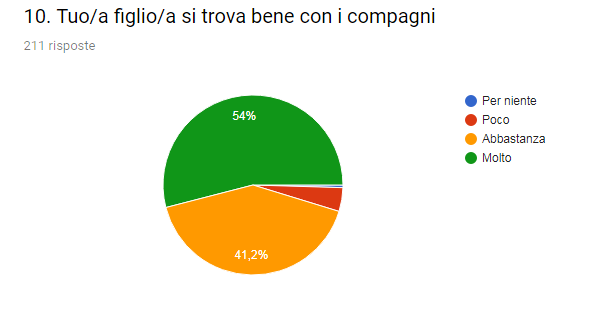 10. Tuo/a figlio/a si trova bene con i compagni
211 risposte
54%
41,2%
Per niente
Poco
Abbastanza
Molto